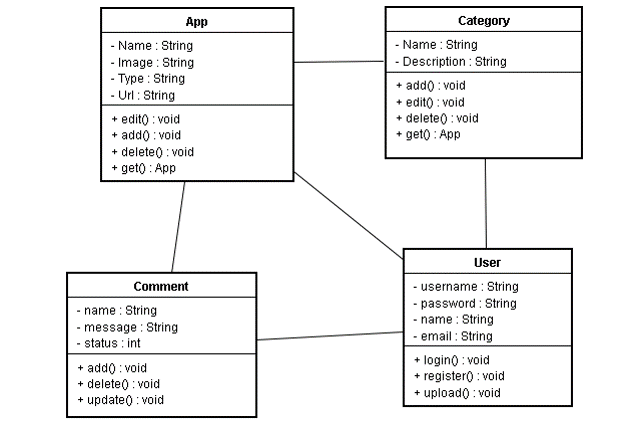 App
- Name : String
- Image : String
- Type : String
- Url : String
+ edit() : void
+ add() : void
+ delete() : void
+ get() : App
Category
- Name : String
- Description : String
+ add() : void
+ edit() : void
+ delete() : void
+ get() : App
Comment
- name : String
- message : String
- status : int
+ add() : void
+ delete() : void
+ update() : void
User
- username : String
- password : String
- name : String
- email : String
+ login() : void
+ register() : void
+ upload() : void